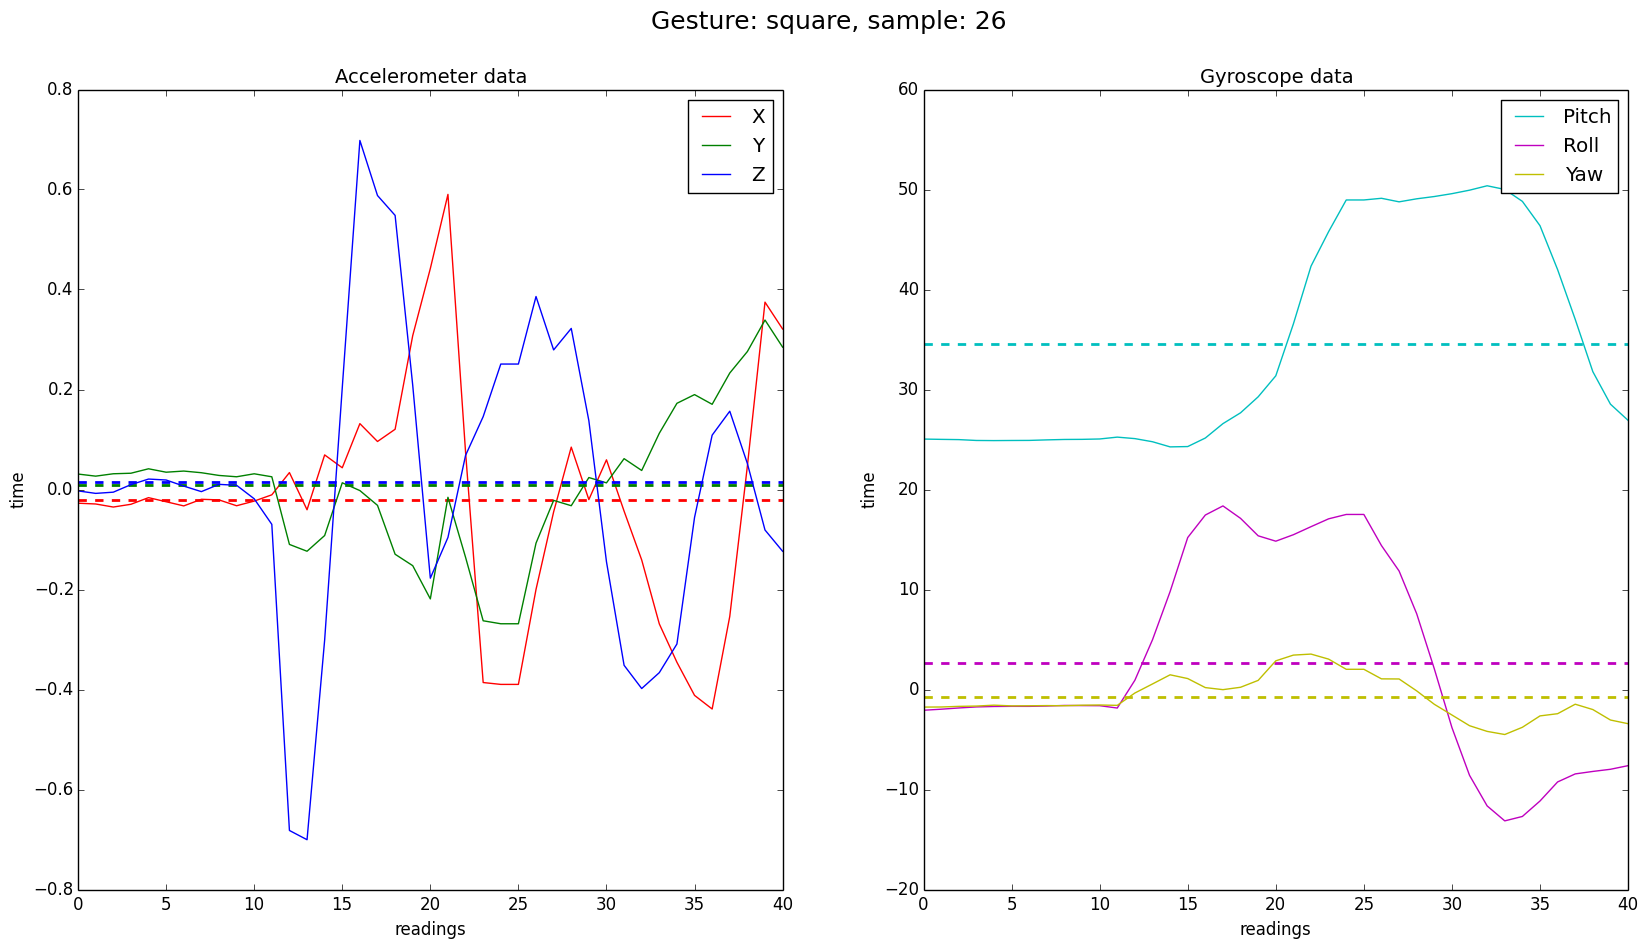 Gesture: square, sample: 26
Accelerometer data
0.8
0.6
0.4
0.2
0.0
−0.2
−0.4
−0.6
−0.8
time
0 5 10 15 20 25 30 35 40
readings
X
Y
Z
Gyroscope data
60
50
40
30
20
10
0
−10
−20
time
0 5 10 15 20 25 30 35 40
readings
Pitch
Roll
Yaw